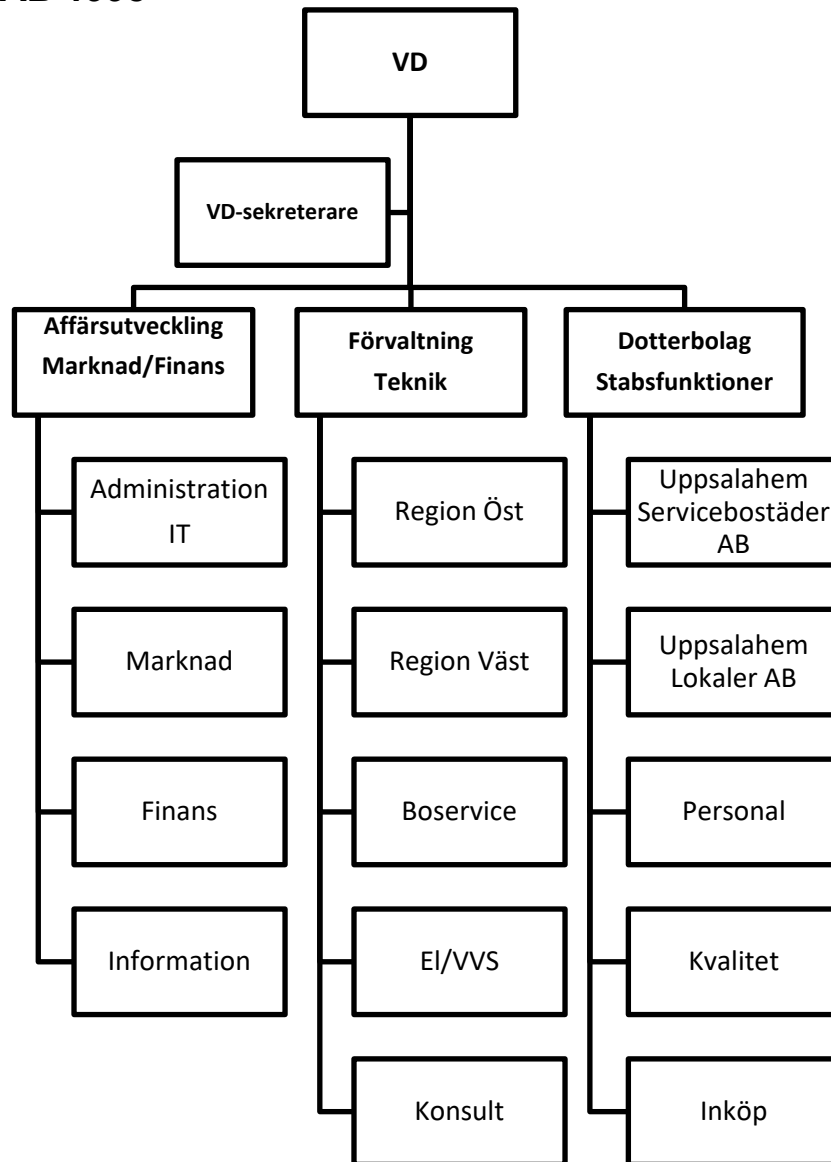 VD
VD-sekreterare
Affärsutveckling
Marknad/Finans
Administration
IT
Marknad
Finans
Information
Förvaltning
Teknik
Region Öst
Region Väst
Boservice
El/VVS
Konsult
Dotterbolag
Stabsfunktioner
Uppsalahem
Servicebostäder
AB
Uppsalahem
Lokaler AB
Personal
Kvalitet
Inköp